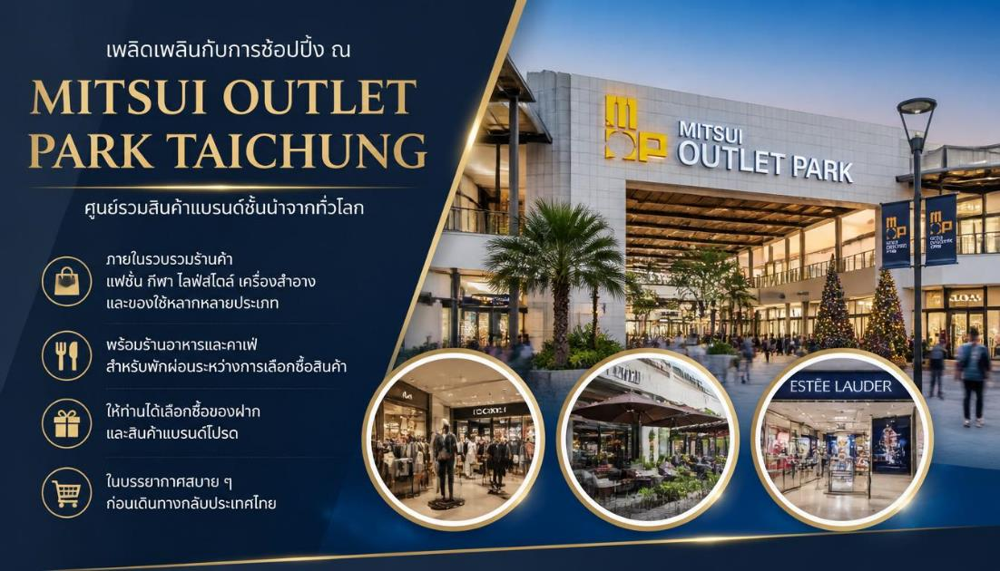 เพลิดเพลินกับการช้อปปิ้ง ณ
MITSUI OUTLET
PARK TAICHUNG
ศูนย์รวมสินค้าแบรนด์ชั้นนำจากทั่วโลก
ภายในรวบรวมร้านค้า
แฟชั่น กีฬา ไลฟ์สไตล์ เครื่องสำอาง
และของใช้หลากหลายประเภท
พร้อมร้านอาหารและคาเฟ่
สำหรับพักผ่อนระหว่างการเลือกซื้อสินค้า
ให้ท่านได้เลือกซื้อของฝาก
และสินค้าแบรนด์โปรด
ในบรรยากาศสบาย ๆ
ก่อนเดินทางกลับประเทศไทย
MOP
MITSUI
OUTLET PARK
MOP
MOP
ESTĒE LAUDER